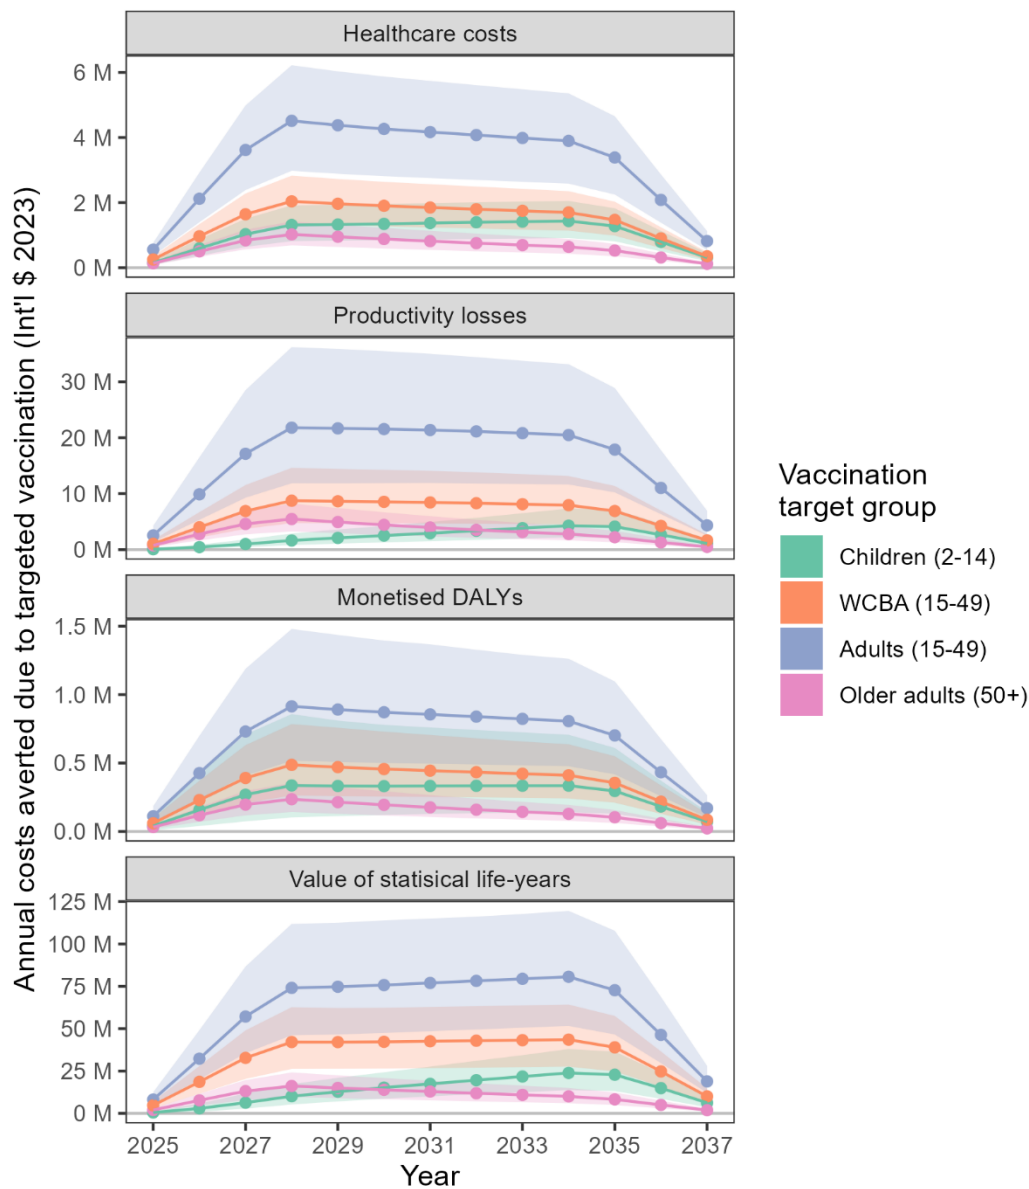 Annual costs averted due to targeted vaccination (Int'l $ 2023)
Healthcare costs
6 M
4 M
2 M
0 M
Productivity losses
30 M
20 M
10 M
0 M
Monetised DALYs
1.5 M
1.0 M
0.5 M
0.0 M
Value of statisical life-years
125 M
100 M
75 M
50 M
25 M
0 M
2025 2027 2029 2031 2033 2035 2037
Year
Vaccination
target group
Children (2-14)
WCBA (15-49)
Adults (15-49)
Older adults (50+)